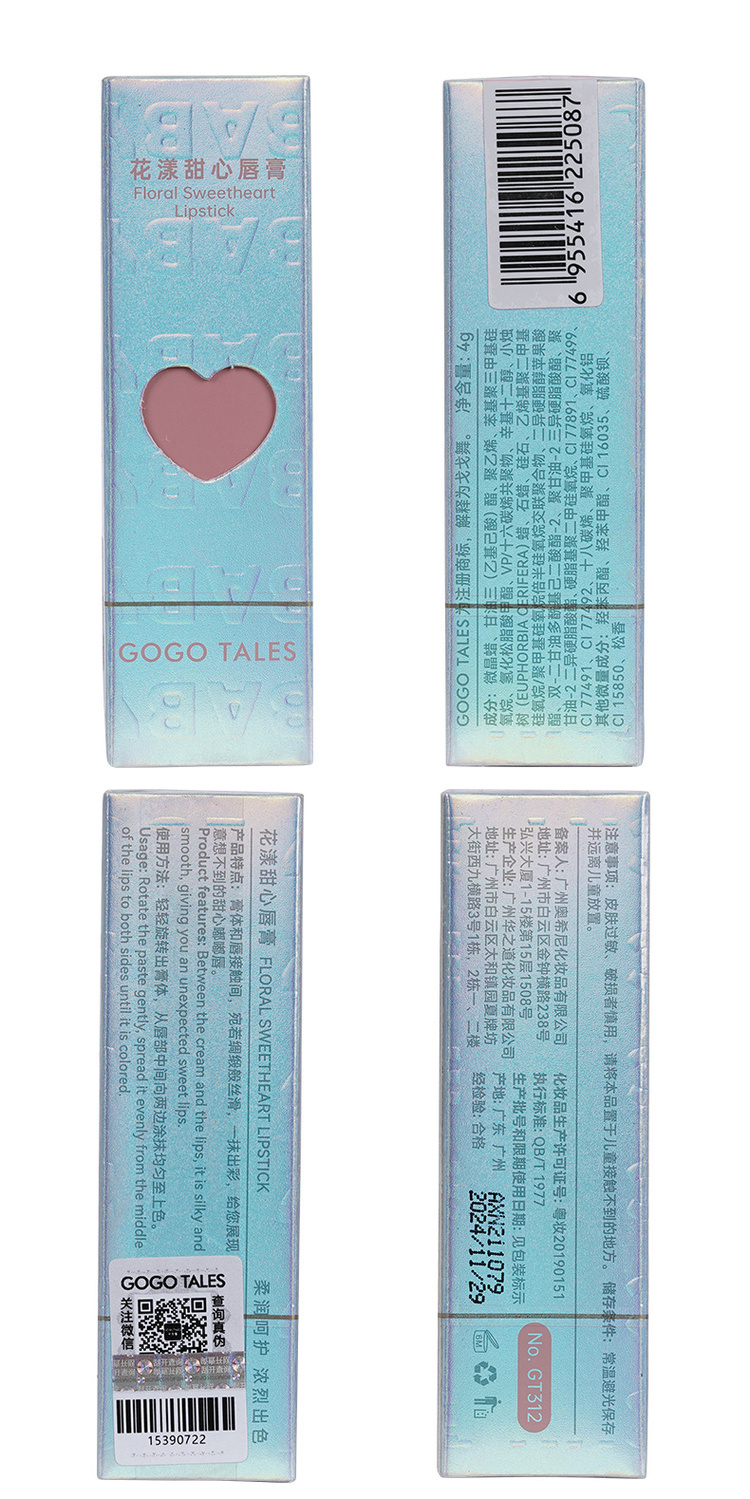 花漾甜心唇膏
Floral Sweetheart
Lipstick
GOGO TALES
6 955416 225087
GOGO TALES 为注册商标，解释为戈戈舞。 净含量：4g
成分：微晶蜡、甘油三（乙基己酸）酯、聚乙烯、苯基聚三甲基硅
氧烷、氢化松脂酸甲酯、VP/十六碳烯共聚物、辛基十二醇、小烛
树（EUPHORBIA CERIFERA）蜡、石蜡、硅石、乙烯基聚二甲基
硅氧烷/聚甲基硅氧烷倍半硅氧烷交联聚合物、二异硬脂醇苹果酸
酯、双-二甘油多酰基己二酸酯-2、聚甘油-2 三异硬脂酸酯、聚
甘油-2 二异硬脂酸酯、硬脂基聚二甲硅氧烷、CI 77891、CI 77499、
CI 77491、CI 77492、十八碳烯、聚甲基硅氧烷、氢化铝
其他微量成分：羟苯丙酯、羟苯甲酯、CI 16035、硫酸钡、
CI 15850、松香
花漾甜心唇膏 FLORAL SWEETHEART LIPSTICK 柔润呵护 浓烈出色
产品特点：膏体和唇接触间，宛若绸缎般丝滑，一抹出彩，给您展现
意想不到的甜心嘟嘟唇。
Product features: Between the cream and the lips, it is silky and
smooth, giving you an unexpected sweet lips.
使用方法：轻轻旋转出膏体，从唇部中间向两边涂抹均匀至上色。
Usage: Rotate the paste gently, spread it evenly from the middle
of the lips to both sides until it is colored.
GOGO TALES
关注微信
查询真伪
15390722
注意事项：皮肤过敏、破损者慎用，请将本品置于儿童接触不到的地方。 储存条件：常温避光保存
并远离儿童放置。
备案人：广州奥希尼化妆品有限公司
地址：广州市白云区金钟横路238号
弘兴大厦1-15楼第15层1508号
生产企业：广州华之道化妆品有限公司
地址：广州市白云区太和镇园夏牌坊
大街西九横路3号1栋、2栋一、二楼
化妆品生产许可证号：粤妆20190151
执行标准：QB/T 1977
生产批号和限期使用日期：见包装标示
产地：广东 广州
经检验：合格
AXN211079
2024/11/29
No. GT312